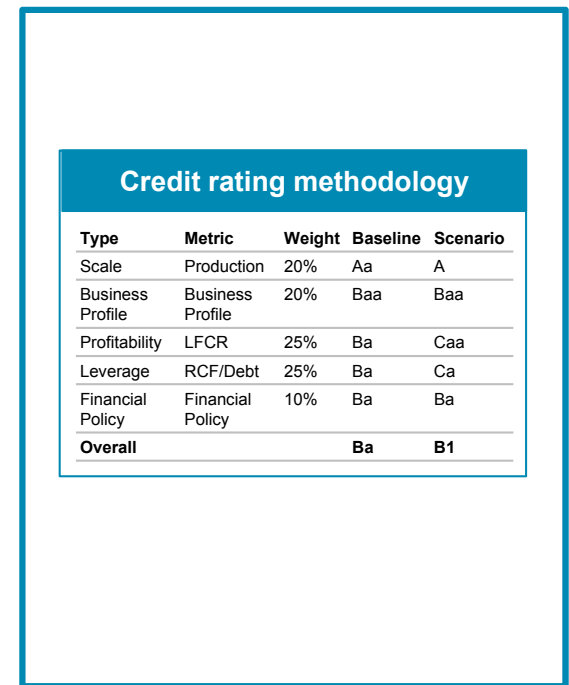 Credit rating methodology
Type Metric Weight Baseline Scenario
Scale Production 20% Aa A
Business Profile Business Profile 20% Baa Baa
Profitability LFCR 25% Ba Caa
Leverage RCF/Debt 25% Ba Ca
Financial Policy Financial Policy 10% Ba Ba
Overall Ba B1